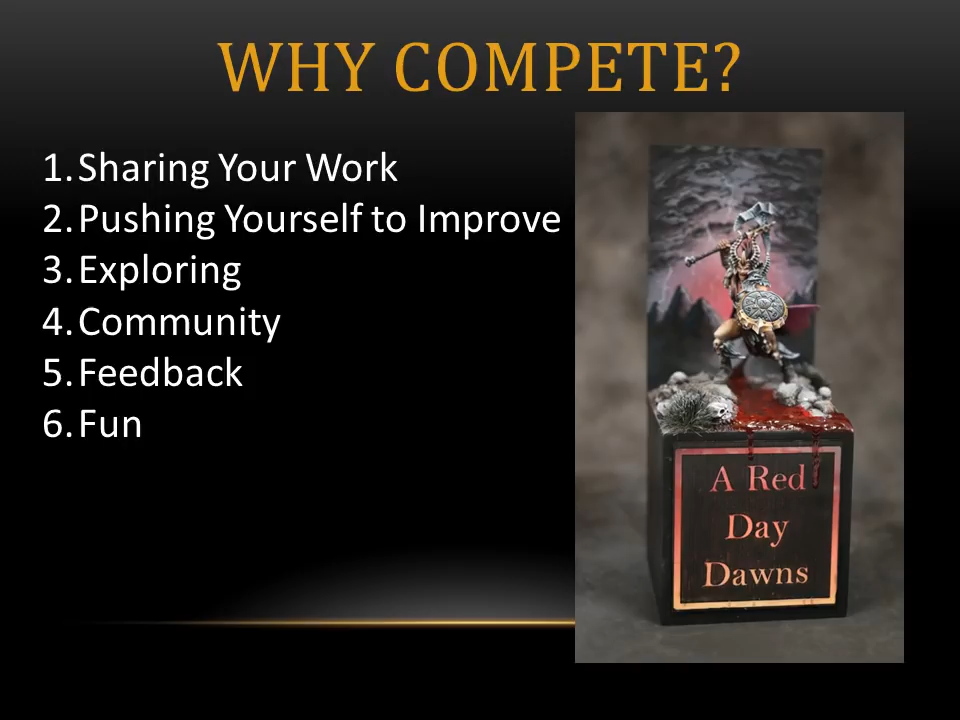 WHY COMPETE?
1. Sharing Your Work
2. Pushing Yourself to Improve
3. Exploring
4. Community
5. Feedback
6. Fun
A Red
Day
Dawns